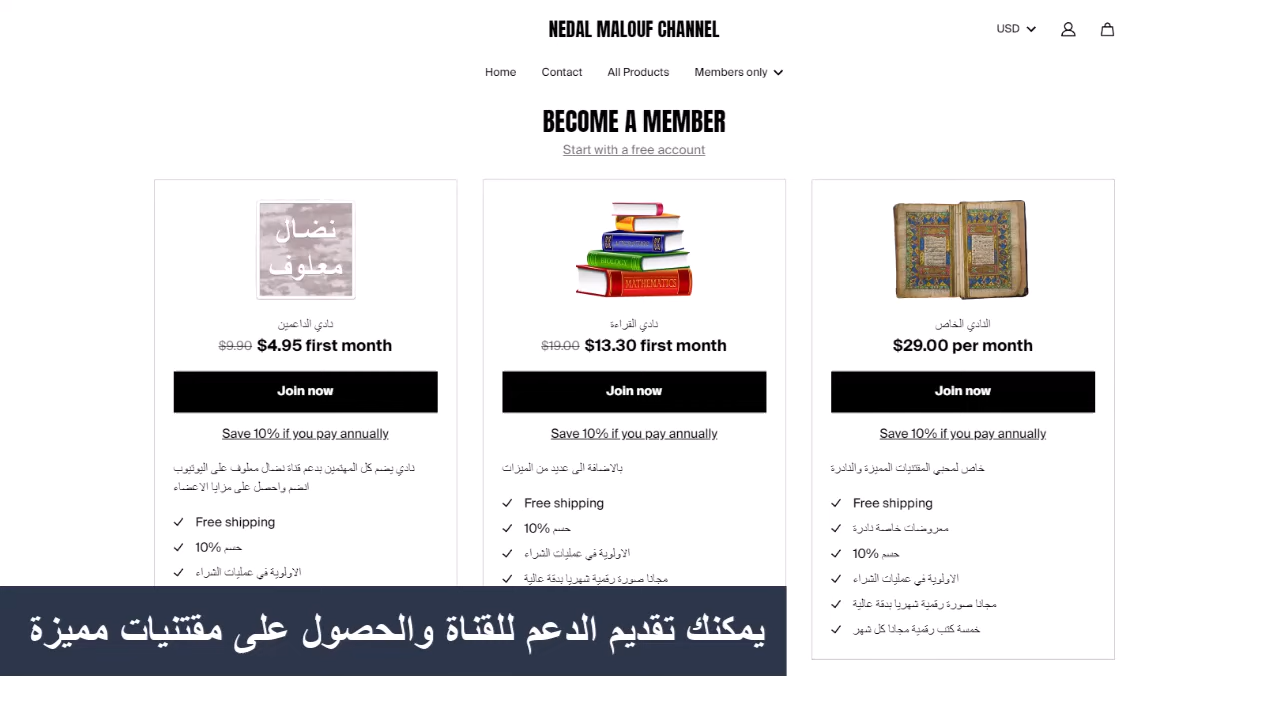 NEDAL MALOUF CHANNEL
USD
Home Contact All Products Members only
BECOME A MEMBER
Start with a free account
نضال
معلوف
نادي الداعمين
$9.90 $4.95 first month
Join now
Save 10% if you pay annually
نادي يضم كل المهتمين بدعم قناة نضال معلوف على اليوتيوب
انضم واحصل على مزايا الاعضاء
Free shipping
حسم 10%
الاولوية في عمليات الشراء
BIOLOGY
MATHEMATICS
نادي القراءة
$19.00 $13.30 first month
Join now
Save 10% if you pay annually
بالاضافة الى عديد من الميزات
Free shipping
حسم 10%
الاولوية في عمليات الشراء
مجانا صورة رقمية شهريا بدقة عالية
النادي الخاص
$29.00 per month
Join now
Save 10% if you pay annually
خاص لمحبي المقتنيات المميزة والنادرة
Free shipping
معروضات خاصة نادرة
حسم 10%
الاولوية في عمليات الشراء
مجانا صورة رقمية شهريا بدقة عالية
خمسة كتب رقمية مجانا كل شهر
يمكنك تقديم الدعم للقناة والحصول على مقتنيات مميزة